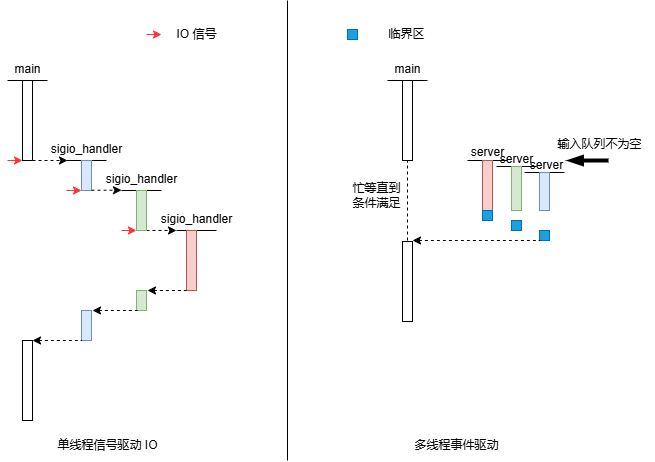 IO 信号
main
sigio_handler
sigio_handler
sigio_handler
单线程信号驱动 IO
临界区
main
server
server
server
输入队列不为空
忙等直到
条件满足
多线程事件驱动